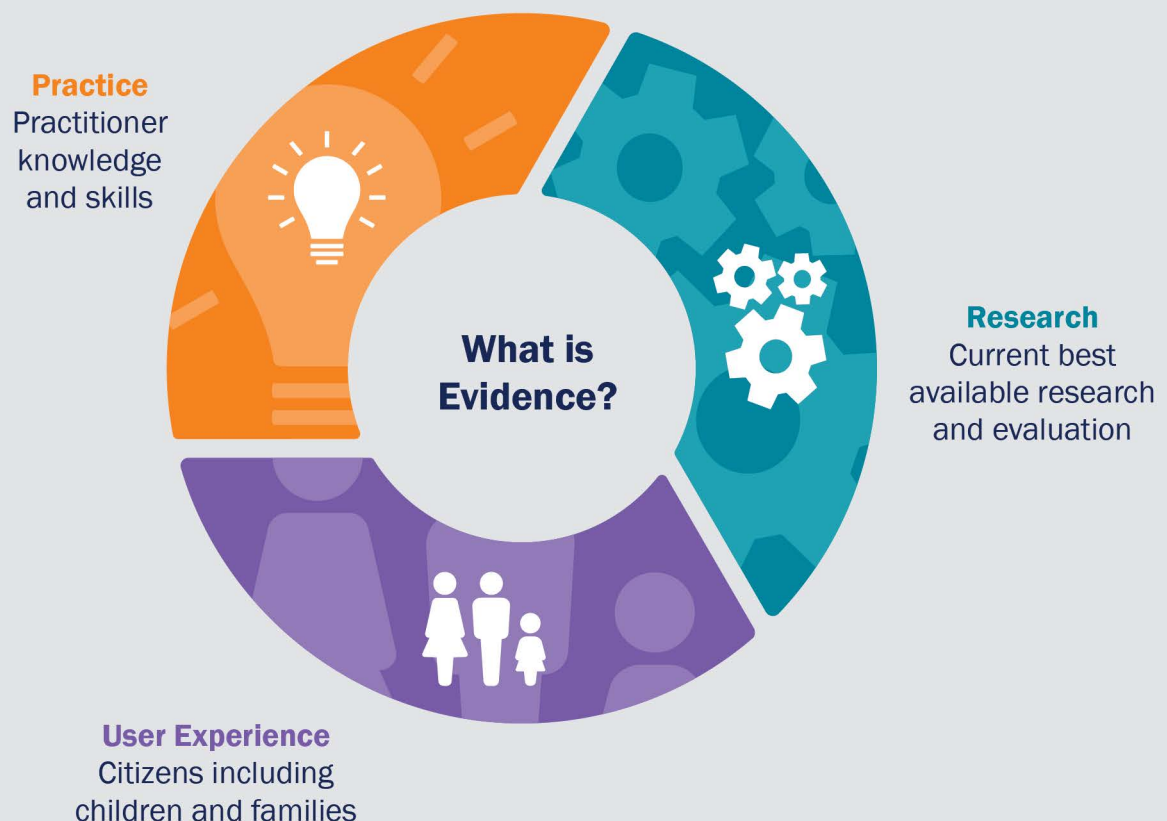 Practice
Practitioner
knowledge
and skills
What is
Evidence?
Research
Current best
available research
and evaluation
User Experience
Citizens including
children and families